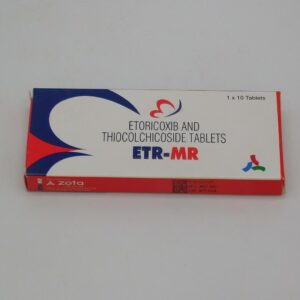 1 x 10 Tablets
ETORICOXIB AND
THIOCOLCHICOSIDE TABLETS
ETR-MR
zota